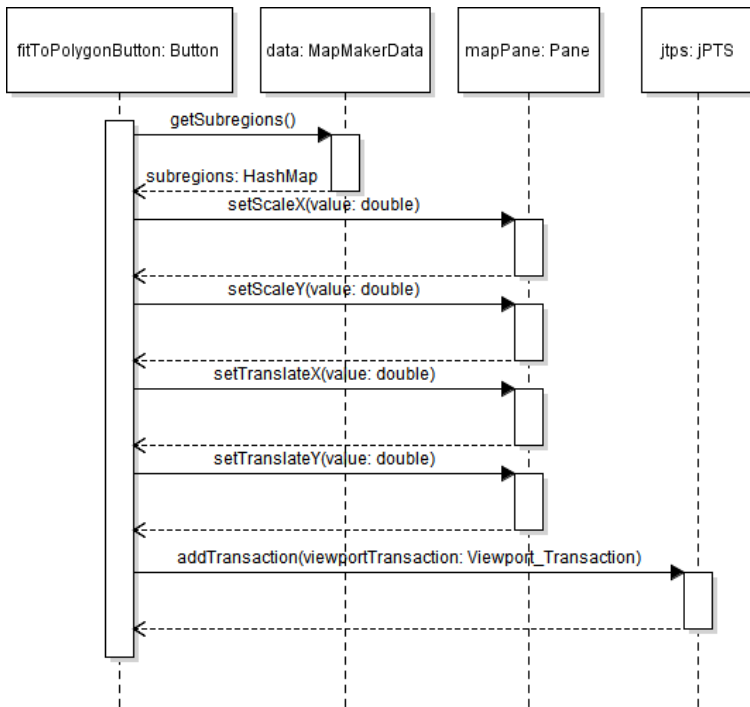 fitToPolygonButton: Button
data: MapMakerData
mapPane: Pane
jtps: jPTS
getSubregions()
subregions: HashMap
setScaleX(value: double)
setScaleY(value: double)
setTranslateX(value: double)
setTranslateY(value: double)
addTransaction(viewportTransaction: Viewport_Transaction)